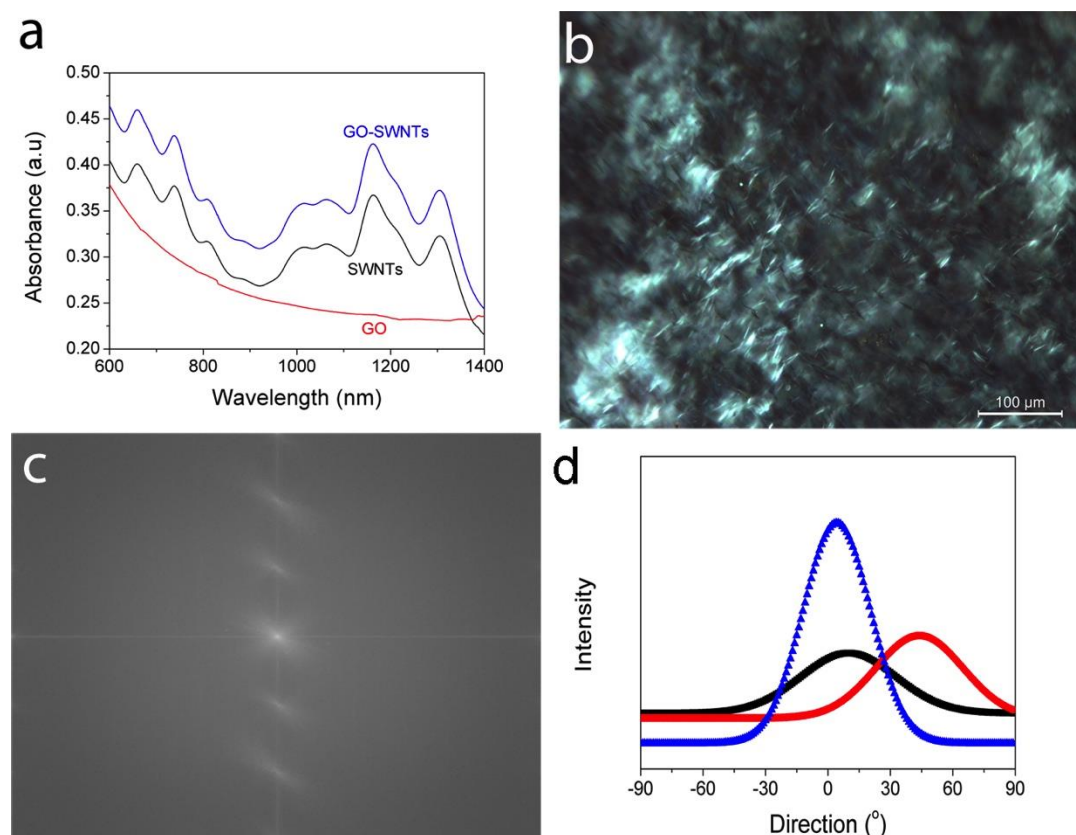 a
0.50
0.45
0.40
0.35
0.30
0.25
0.20
Absorbance (a.u)
GO-SWNTs
SWNTs
GO
600 800 1000 1200 1400
Wavelength (nm)
b
100 µm
c
d
Intensity
-90 -60 -30 0 30 60 90
Direction (°)